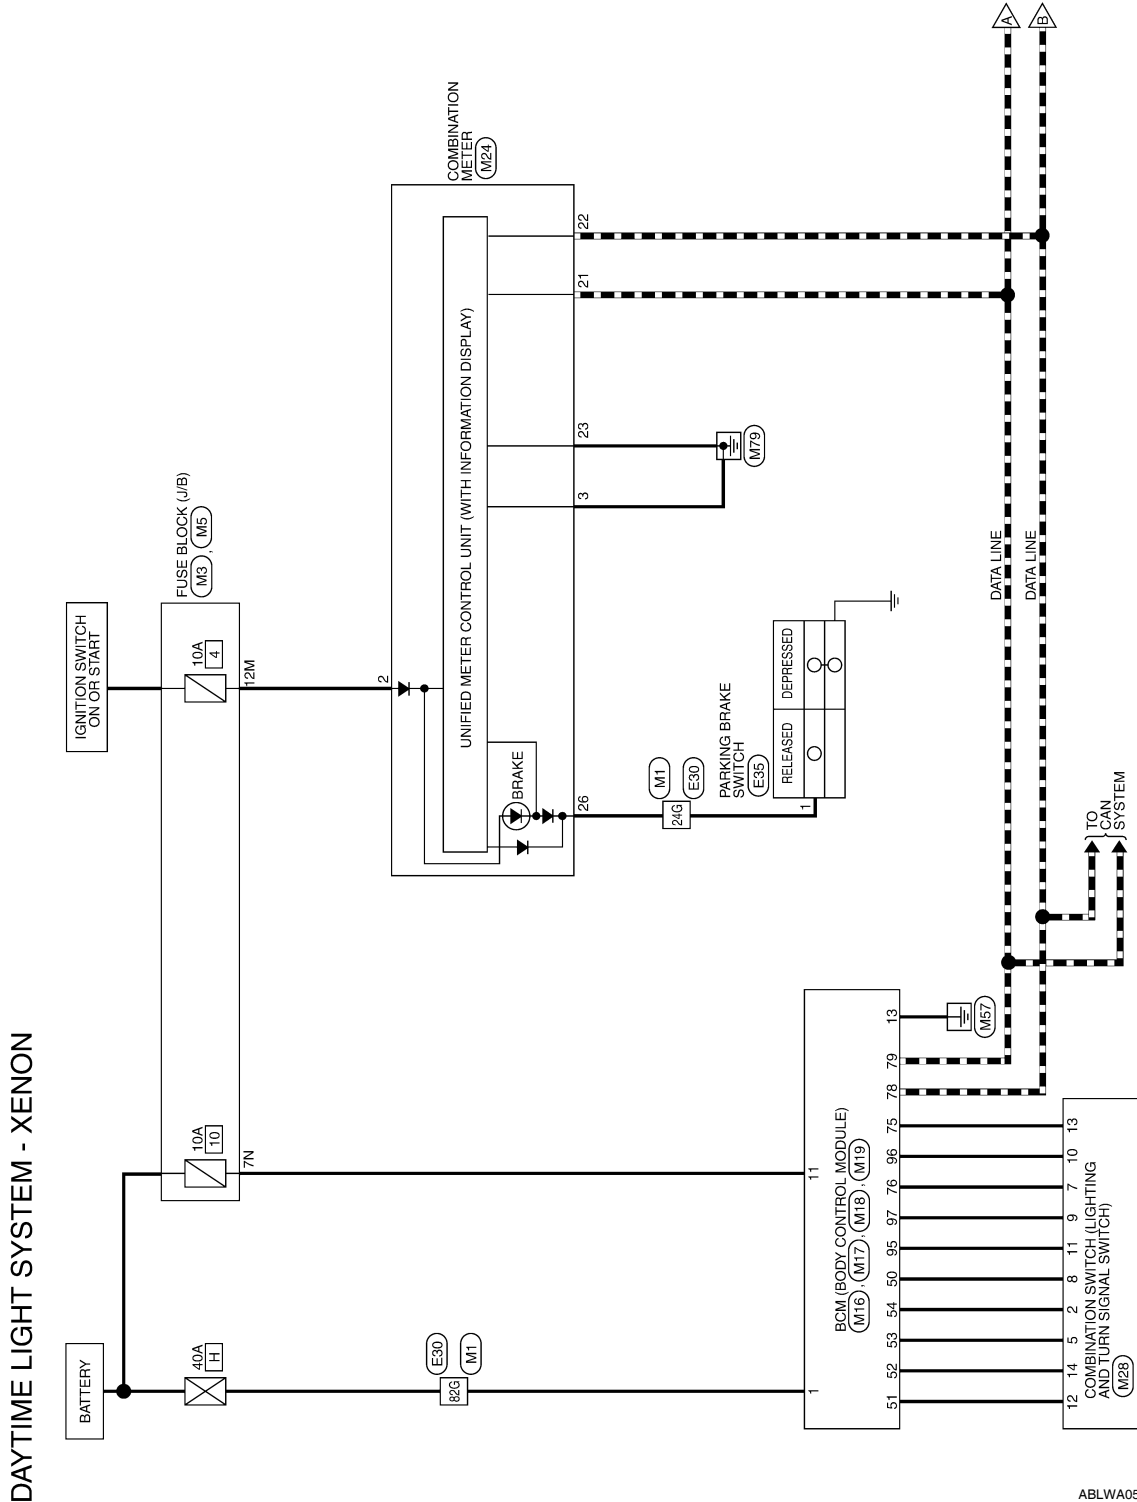 DAYTIME LIGHT SYSTEM - XENON
BATTERY
IGNITION SWITCH
ON OR START
40A
H
10A
10
10A
4
FUSE BLOCK (J/B)
M3 , M5
7N
12M
E30
82G
M1
2
COMBINATION
METER
M24
UNIFIED METER CONTROL UNIT (WITH INFORMATION DISPLAY)
BRAKE
26
3
23
21
22
M1
24G
E30
PARKING BRAKE
SWITCH
E35
RELEASED
DEPRESSED
1
M79
1
11
BCM (BODY CONTROL MODULE)
M16 , M17 , M18 , M19
51
52
53
54
50
95
97
76
96
75
78
79
13
M57
DATA LINE
DATA LINE
A
B
TO
CAN
SYSTEM
12
14
5
2
8
11
9
7
10
13
COMBINATION SWITCH (LIGHTING
AND TURN SIGNAL SWITCH)
M28
ABLWA05